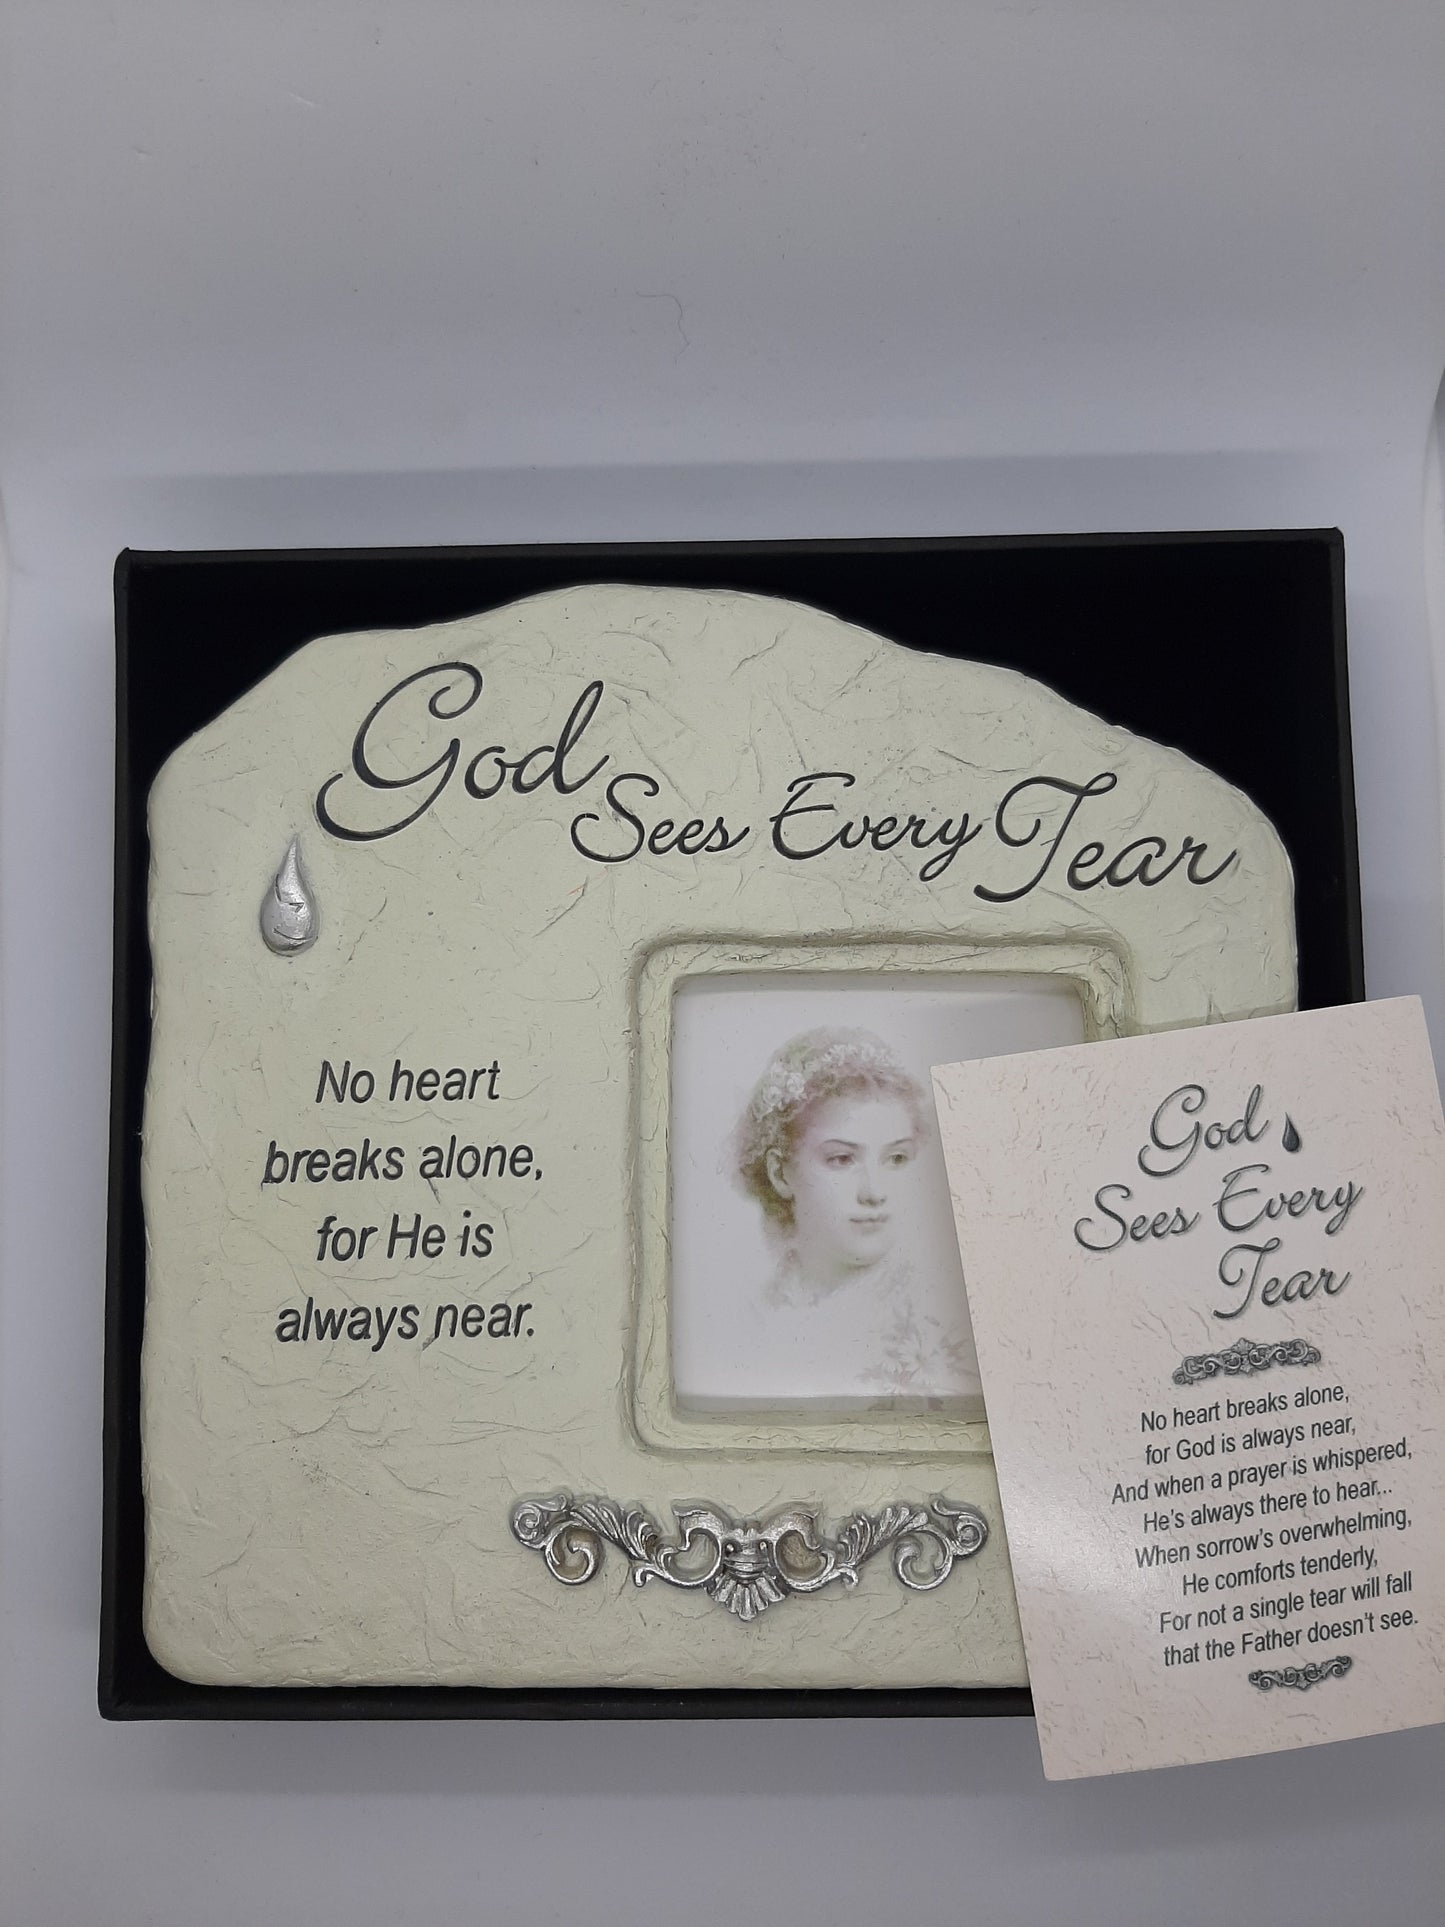 God
Sees Every Tear
No heart
breaks alone,
for He is
always near.
God
Sees Every
Tear
No heart breaks alone,
for God is always near,
And when a prayer is whispered,
He's always there to hear...
When sorrow's overwhelming,
He comforts tenderly,
For not a single tear will fall
that the Father doesn't see.